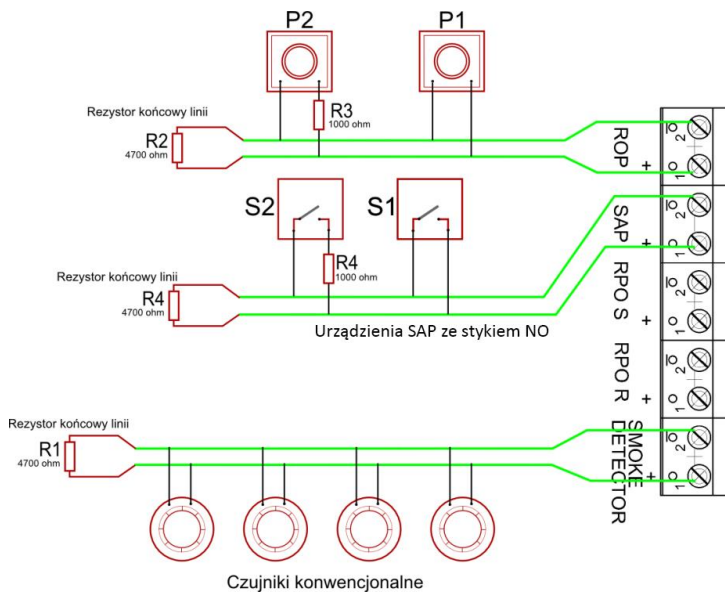 P2
P1
Rezystor końcowy linii
R2
4700 ohm
R3
1000 ohm
ROP
+
2
1
S2
S1
Rezystor końcowy linii
R4
4700 ohm
R4
1000 ohm
Urządzienia SAP ze stykiem NO
SAP
+
2
1
RPO S
+
2
1
RPO R
+
2
1
Rezystor końcowy linii
R1
4700 ohm
SMOKE
DETECTOR
+
2
1
Czujniki konwencjonalne